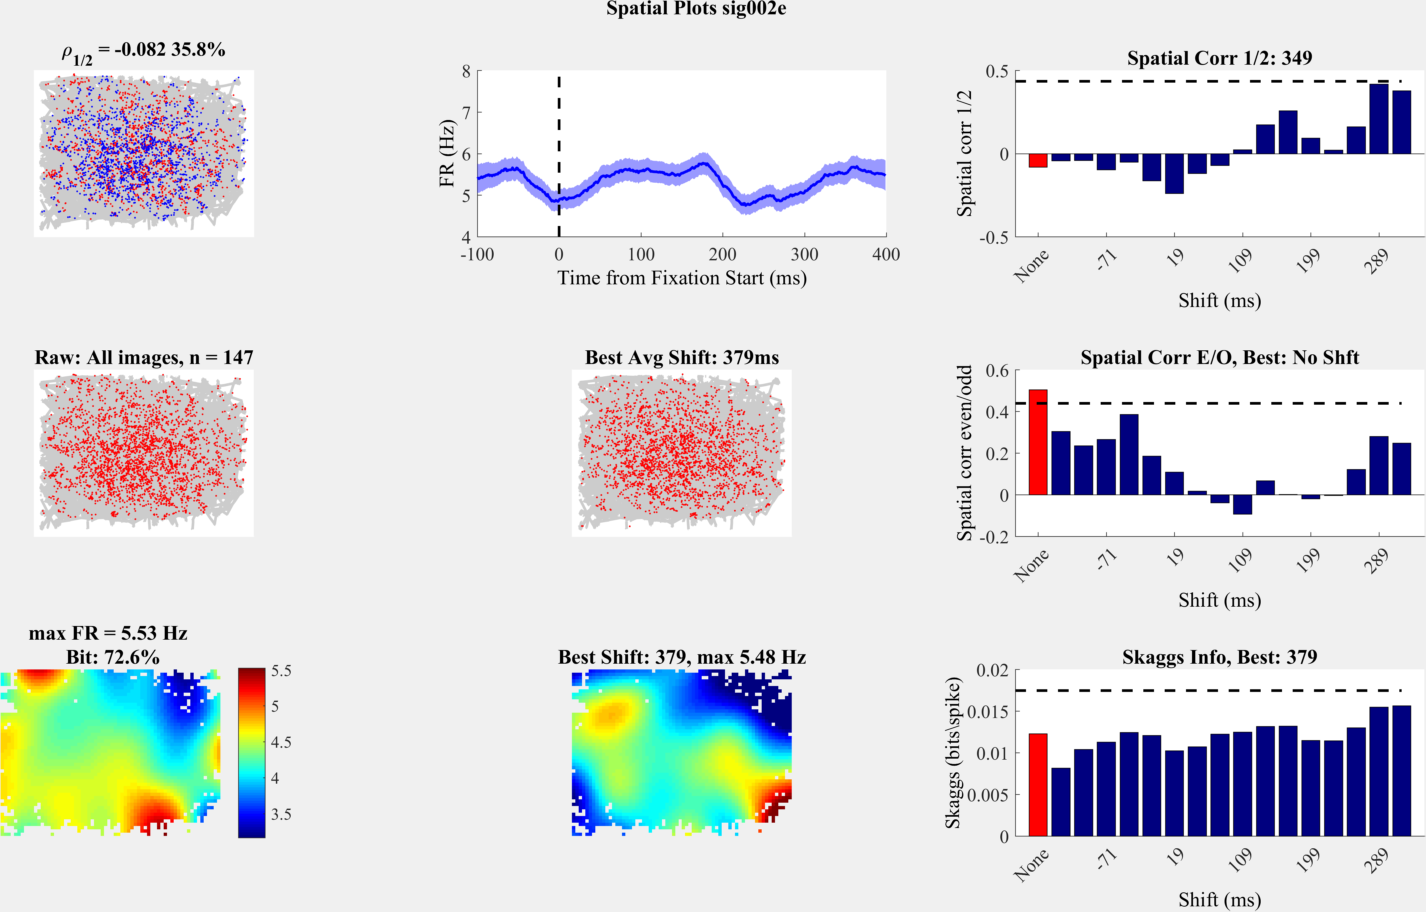 Spatial Plots sig002e
ρ1/2 = -0.082 35.8%
8
7
6
5
4
FR (Hz)
-100
0
100
200
300
400
Time from Fixation Start (ms)
Spatial Corr 1/2: 349
0.5
0
-0.5
Spatial corr 1/2
None
-71
19
109
199
289
Shift (ms)
Raw: All images, n = 147
Best Avg Shift: 379ms
Spatial Corr E/O, Best: No Shft
0.6
0.4
0.2
0
-0.2
Spatial corr even/odd
None
-71
19
109
199
289
Shift (ms)
max FR = 5.53 Hz
Bit: 72.6%
5.5
5
4.5
4
3.5
Best Shift: 379, max 5.48 Hz
Skaggs Info, Best: 379
0.02
0.015
0.01
0.005
0
Skaggs (bits\spike)
None
-71
19
109
199
289
Shift (ms)